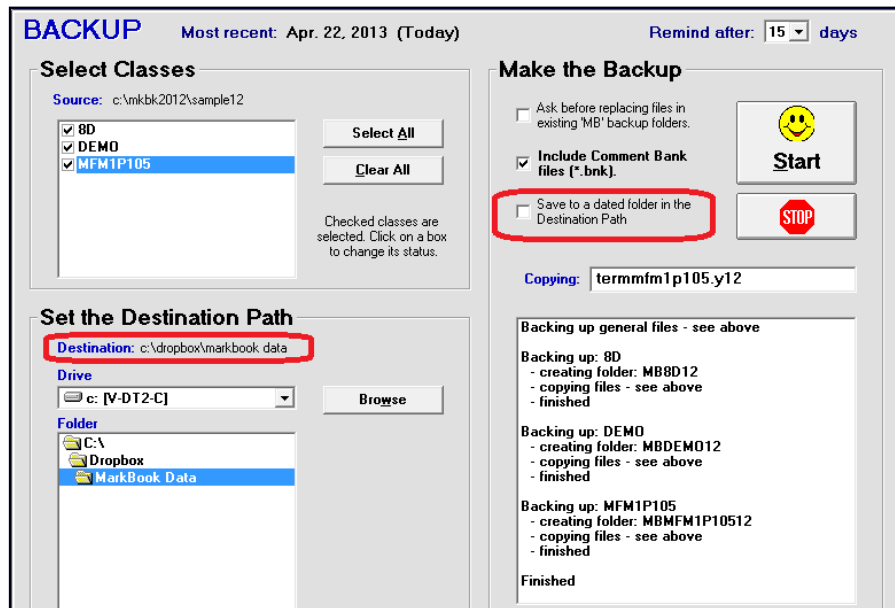 BACKUP Most recent: Apr. 22, 2013 (Today) Remind after: 15 days
Select Classes
Source: c:\mkbk2012\sample12
8D
DEMO
MFM1P105
Select All
Clear All
Checked classes are
selected. Click on a box
to change its status.
Set the Destination Path
Destination: c:\dropbox\markbook data
Drive
c: [V-DT2-C]
Browse
Folder
C:\
Dropbox
MarkBook Data
Make the Backup
Ask before replacing files in
existing 'MB' backup folders.
Include Comment Bank
files (*.bnk).
Save to a dated folder in the
Destination Path
Start
STOP
Copying: termmfm1p105.y12
Backing up general files - see above
Backing up: 8D
- creating folder: MB8D12
- copying files - see above
- finished
Backing up: DEMO
- creating folder: MBDEMO12
- copying files - see above
- finished
Backing up: MFM1P105
- creating folder: MBMFM1P10512
- copying files - see above
- finished
Finished